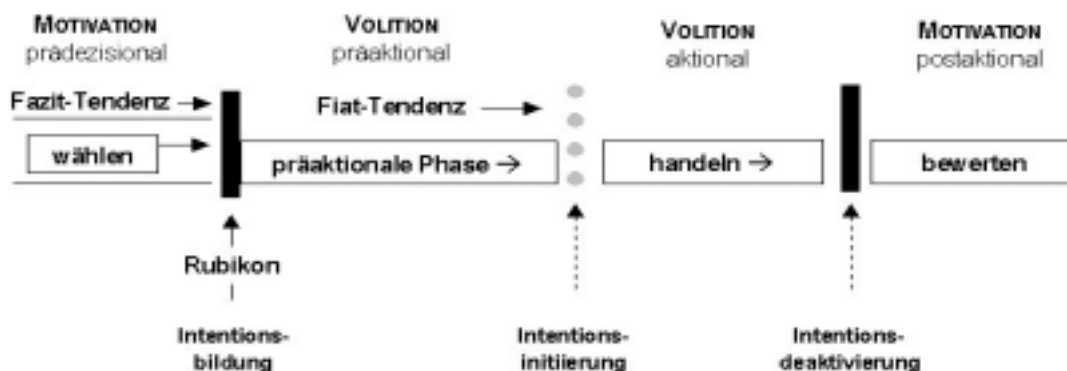 MOTIVATION VOLITION VOLITION MOTIVATION
prädezisional präaktional aktional postaktional
Fazit-Tendenz → Fiat-Tendenz
wählen präaktionale Phase → handeln → bewerten
Rubikon
Intentions- Intentions- Intentions-
bildung initiierung deaktivierung